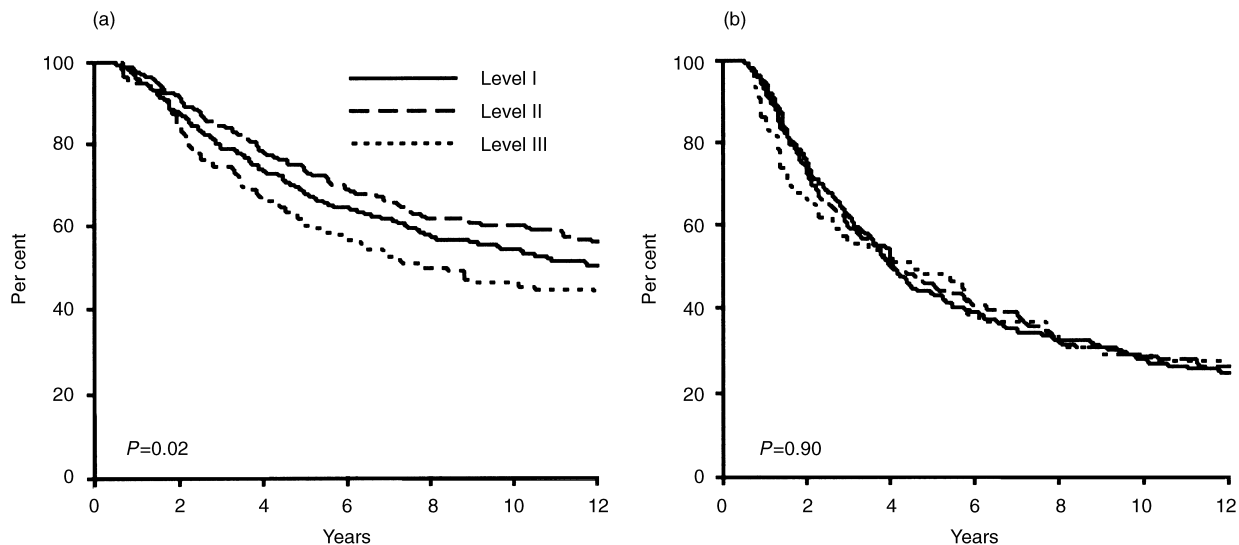 (a)
100
80
60
40
20
0
Per cent
Level I
Level II
Level III
P=0.02
0 2 4 6 8 10 12
Years
(b)
100
80
60
40
20
0
Per cent
P=0.90
0 2 4 6 8 10 12
Years